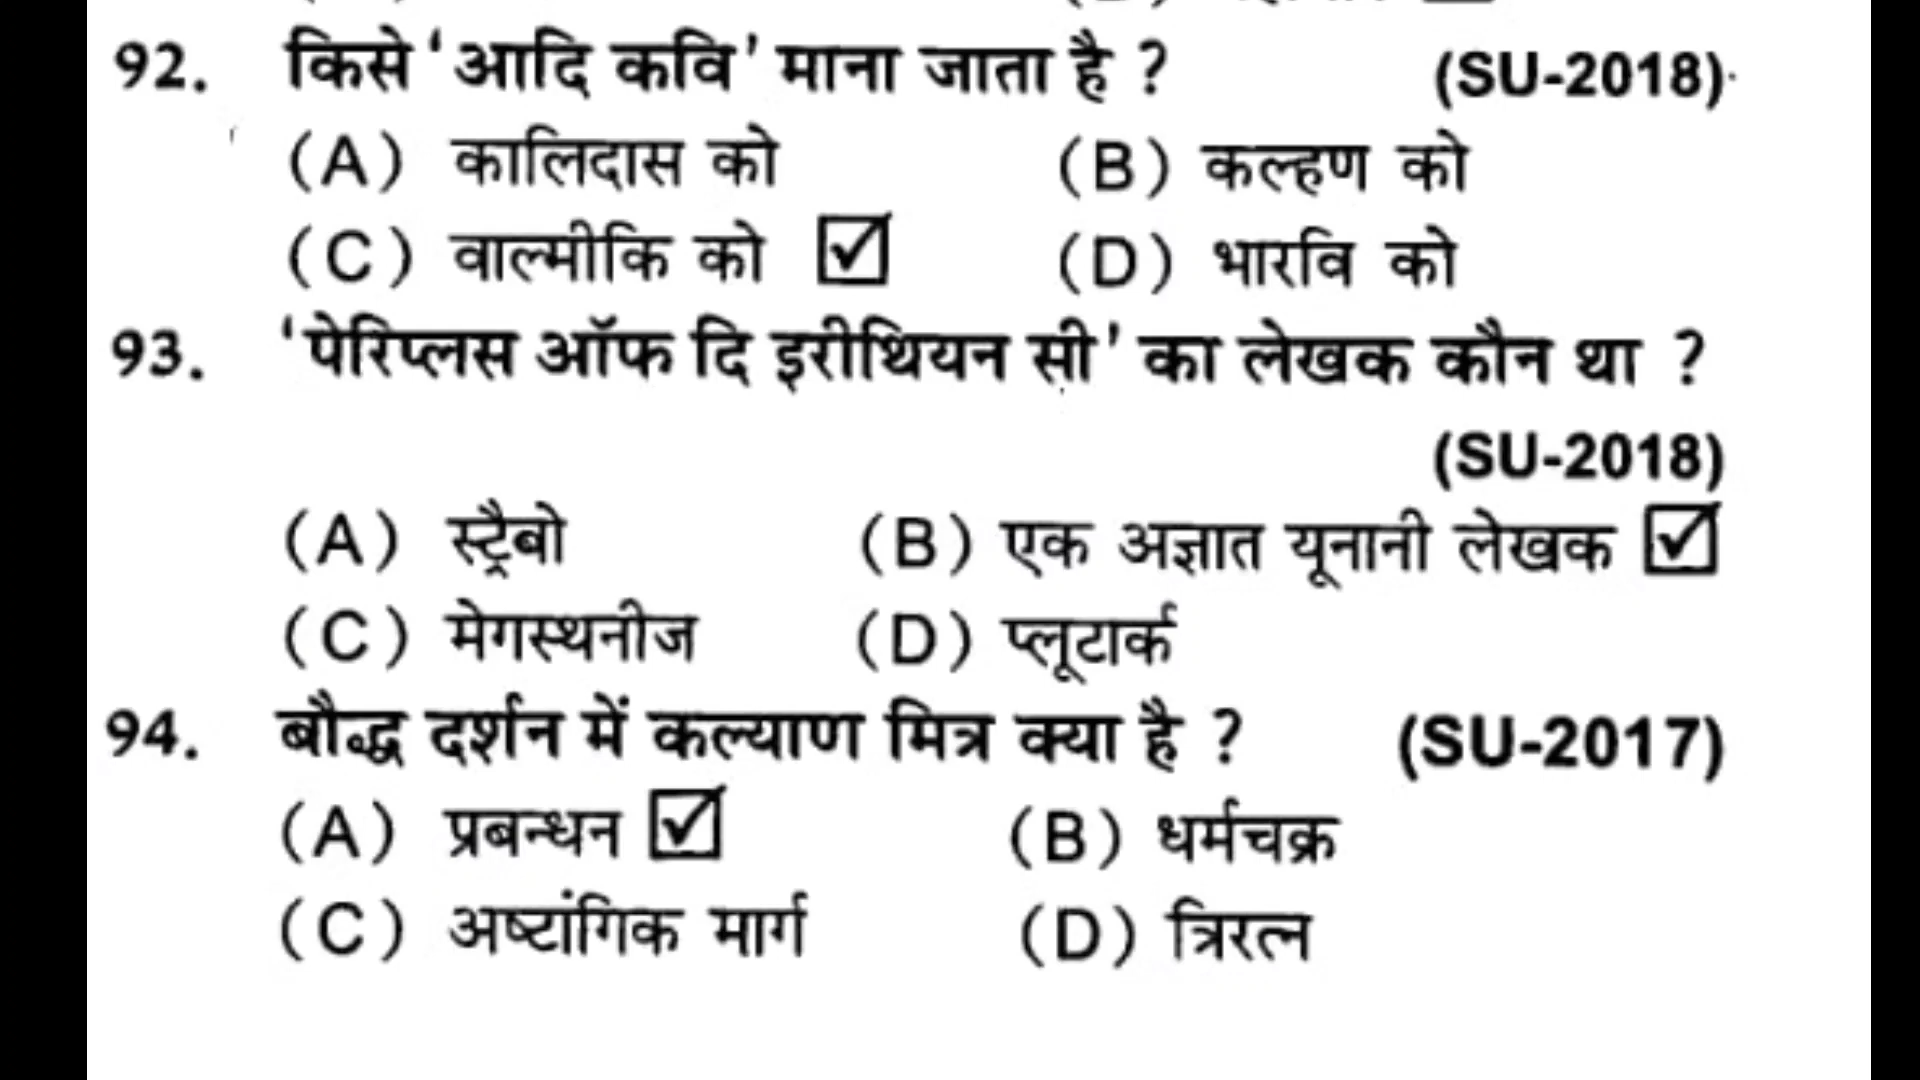 92. किसे ‘आदि कवि’ माना जाता है ? (SU-2018)
(A) कालिदास को (B) कल्हण को
(C) वाल्मीकि को ☑ (D) भारवि को
93. ‘पेरिप्लस ऑफ दि इरीथियन सी’ का लेखक कौन था ?
(SU-2018)
(A) स्ट्रैबो (B) एक अज्ञात यूनानी लेखक ☑
(C) मेगस्थनीज (D) प्लूटार्क
94. बौद्ध दर्शन में कल्याण मित्र क्या है ? (SU-2017)
(A) प्रबन्धन ☑ (B) धर्मचक्र
(C) अष्टांगिक मार्ग (D) त्रिरत्न